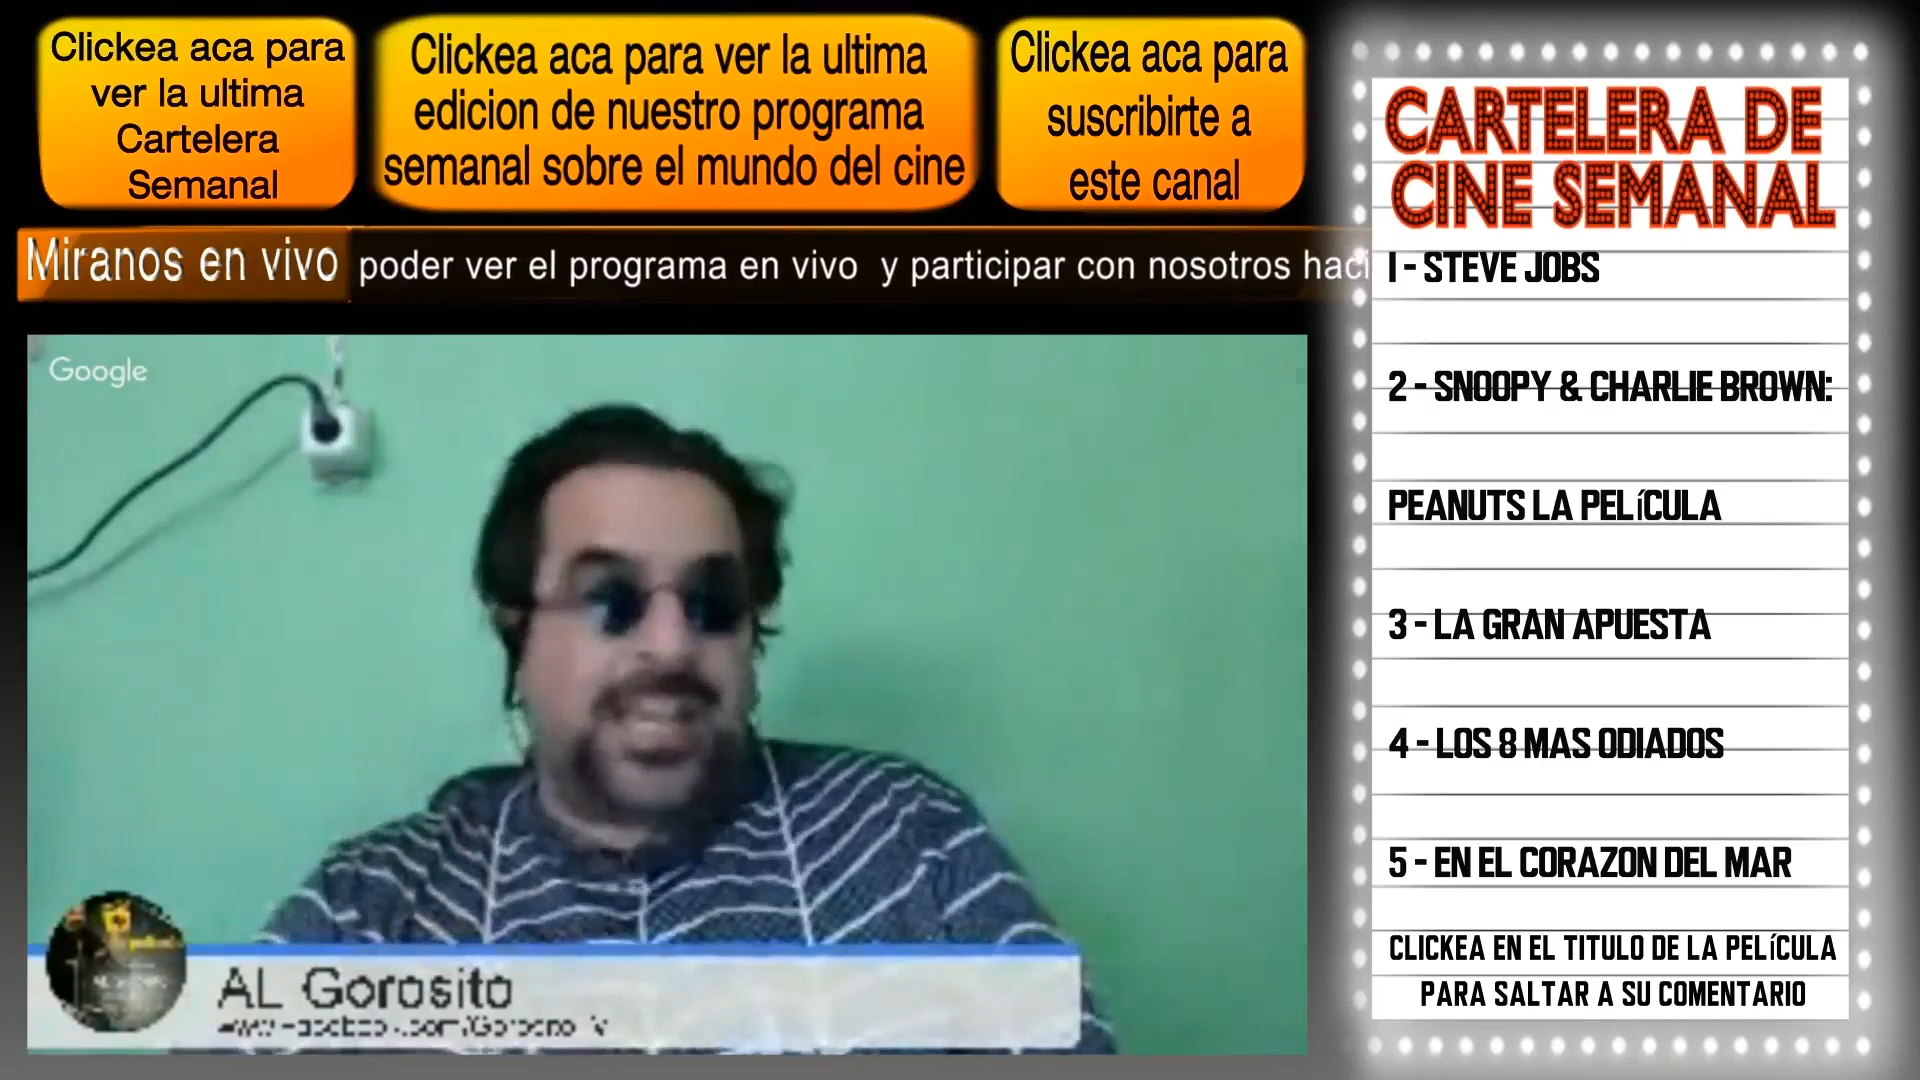 Clickea aca para
ver la ultima
Cartelera
Semanal
Clickea aca para ver la ultima
edicion de nuestro programa
semanal sobre el mundo del cine
Clickea aca para
suscribirte a
este canal
Miranos en vivo
poder ver el programa en vivo y participar con nosotros haci
CARTELERA DE
CINE SEMANAL
1 - STEVE JOBS
2 - SNOOPY & CHARLIE BROWN:
PEANUTS LA PELíCULA
3 - LA GRAN APUESTA
4 - LOS 8 MAS ODIADOS
5 - EN EL CORAZON DEL MAR
CLICKEA EN EL TITULO DE LA PELíCULA
PARA SALTAR A SU COMENTARIO
Google
AL Gorosito